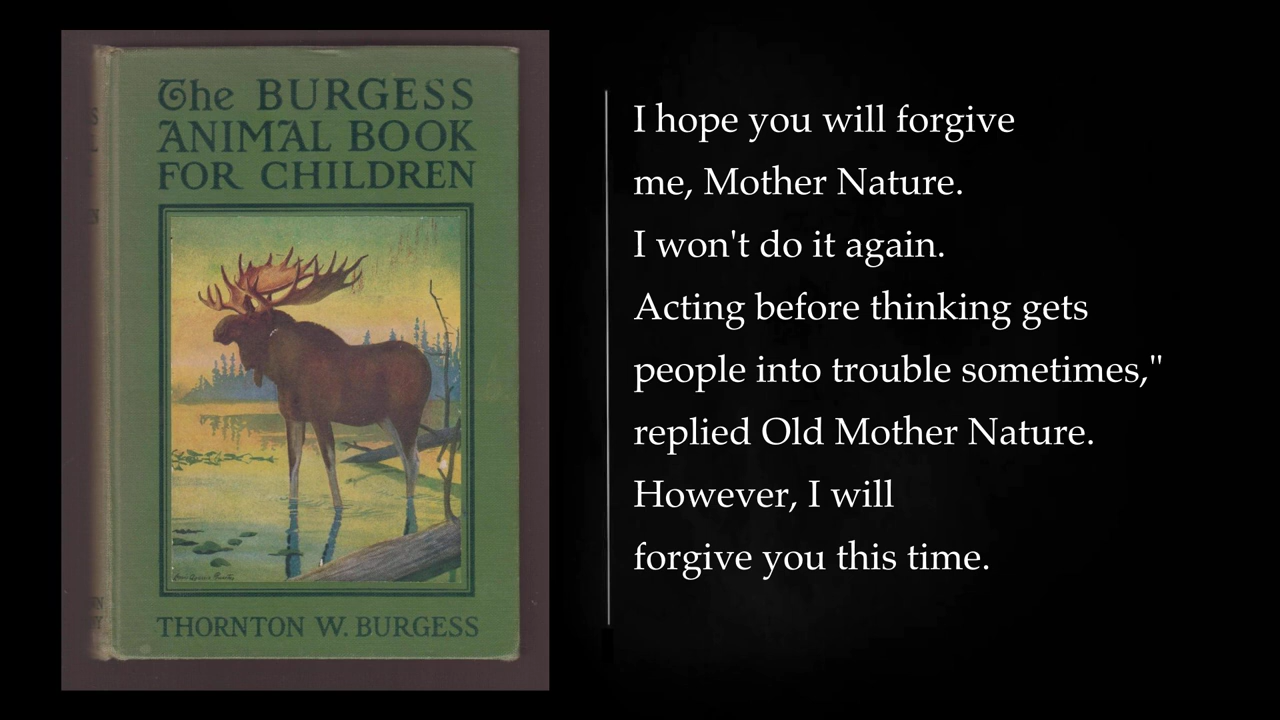 The BURGESS
ANIMAL BOOK
FOR CHILDREN
THORNTON W. BURGESS
I hope you will forgive
me, Mother Nature.
I won't do it again.
Acting before thinking gets
people into trouble sometimes,"
replied Old Mother Nature.
However, I will
forgive you this time.